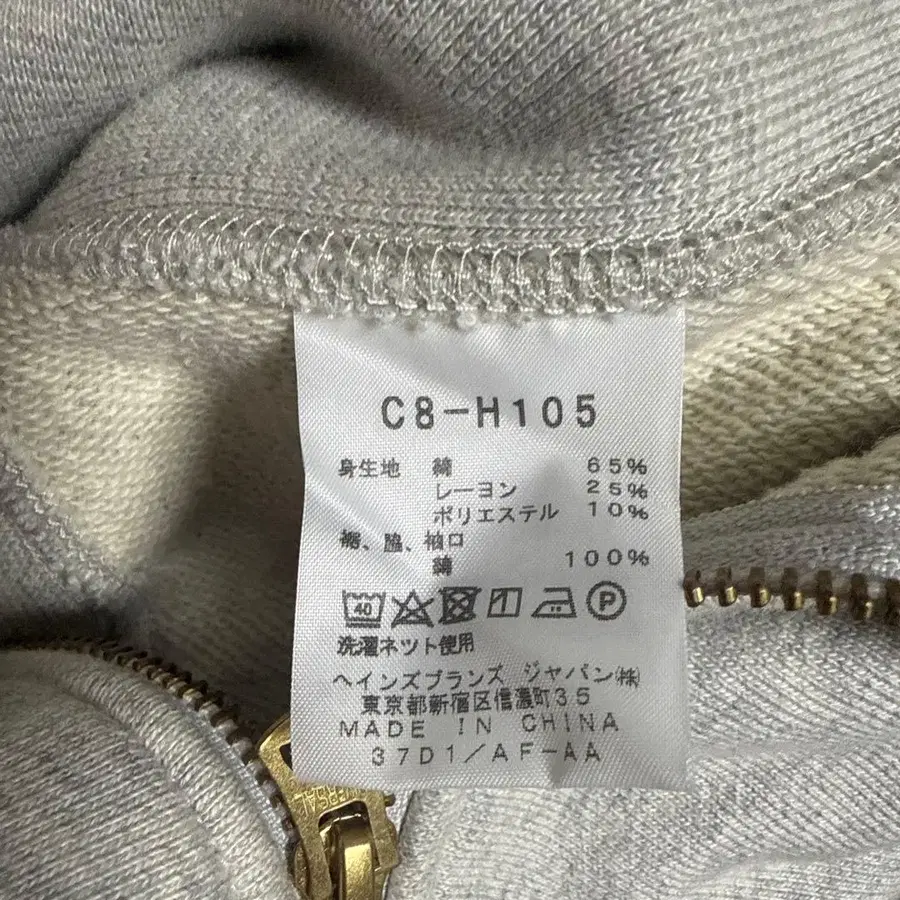 C8-H105
身生地 綿 65%
レーヨン 25%
ポリエステル 10%
裾、脇、袖口
綿 100%
40 P
洗濯ネット使用
ヘインズブランズ ジャパン㈱
東京都新宿区信濃町35
MADE IN CHINA
37D1/AF-AA